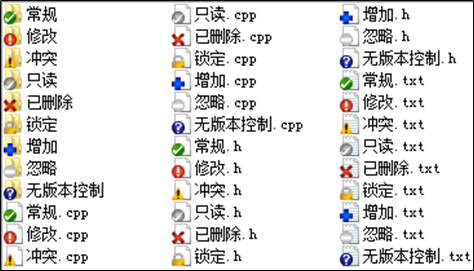 常规
修改
冲突
只读
已删除
锁定
增加
忽略
无版本控制
常规.cpp
修改.cpp
冲突.cpp
只读.cpp
已删除.cpp
锁定.cpp
增加.cpp
忽略.cpp
无版本控制.cpp
常规.h
修改.h
冲突.h
只读.h
已删除.h
锁定.h
增加.h
忽略.h
无版本控制.h
常规.txt
修改.txt
冲突.txt
只读.txt
已删除.txt
锁定.txt
增加.txt
忽略.txt
无版本控制.txt